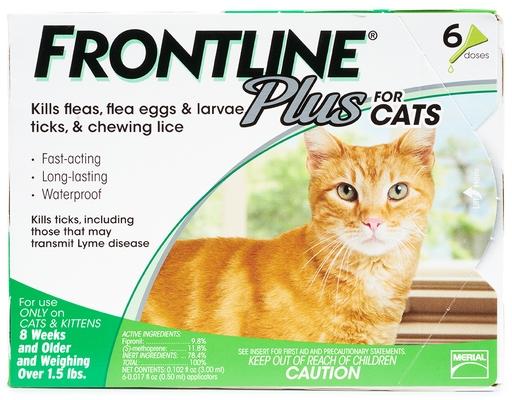 FRONTLINE®
Plus FOR CATS
6 doses
Kills fleas, flea eggs & larvae
ticks, & chewing lice
• Fast-acting
• Long-lasting
• Waterproof
Kills ticks, including
those that may
transmit Lyme disease
For use
ONLY on
CATS & KITTENS
8 Weeks
and Older
and Weighing
Over 1.5 lbs.
ACTIVE INGREDIENTS:
Fipronil: ........ 9.8%
(S)-methoprene: ........ 11.8%
INERT INGREDIENTS: ... 78.4%
TOTAL 100%
NET CONTENTS: 0.102 fl oz (3.00 ml)
6-0.017 fl oz (0.50 ml) applicators
SEE INSERT FOR FIRST AID AND PRECAUTIONARY STATEMENTS.
KEEP OUT OF REACH OF CHILDREN
CAUTION
MERIAL